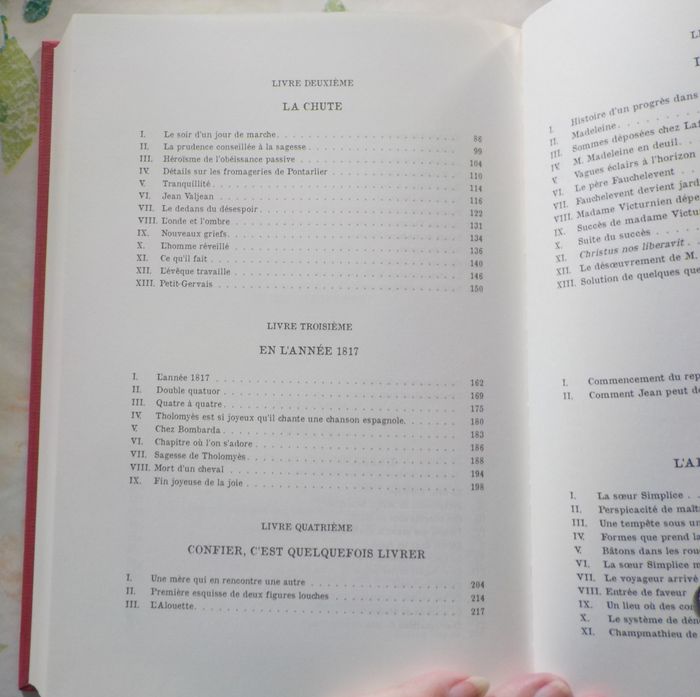 LIVRE DEUXIÈME
LA CHUTE
I. Le soir d'un jour de marche. 86
II. La prudence conseillée à la sagesse 99
III. Héroïsme de l'obéissance passive 104
IV. Détails sur les fromageries de Pontarlier 110
V. Tranquillité 114
VI. Jean Valjean 116
VII. Le dedans du désespoir 122
VIII. L'onde et l'ombre 131
IX. Nouveaux griefs 134
X. L'homme réveillé 136
XI. Ce qu'il fait 140
XII. L'évêque travaille 146
XIII. Petit-Gervais 150
LIVRE TROISIÈME
EN L'ANNÉE 1817
I. L'année 1817 162
II. Double quatuor 169
III. Quatre à quatre 175
IV. Tholomyès est si joyeux qu'il chante une chanson espagnole. 180
V. Chez Bombarda 183
VI. Chapitre où l'on s'adore 186
VII. Sagesse de Tholomyès 188
VIII. Mort d'un cheval 194
IX. Fin joyeuse de la joie 198
LIVRE QUATRIÈME
CONFIER, C'EST QUELQUEFOIS LIVRER
I. Une mère qui en rencontre une autre 204
II. Première esquisse de deux figures louches 214
III. L'Alouette. 217
I. Histoire d'un progrès dans
II. Madeleine.
III. Sommes déposées chez Laf
IV. M. Madeleine en deuil.
V. Vagues éclairs à l'horizon
VI. Le père Fauchelevent
VII. Fauchelevent devient jard
VIII. Madame Victurnien dépe
IX. Succès de madame Victu
X. Suite du succès
XI. Christus nos liberavit
XII. Le désœuvrement de M.
XIII. Solution de quelques que
I. Commencement du rep
II. Comment Jean peut de
L'A
I. La sœur Simplice
II. Perspicacité de maît
III. Une tempête sous un
IV. Formes que prend la
V. Bâtons dans les rou
VI. La sœur Simplice m
VII. Le voyageur arrivé
VIII. Entrée de faveur
IX. Un lieu où des con
X. Le système de dén
XI. Champmathieu de